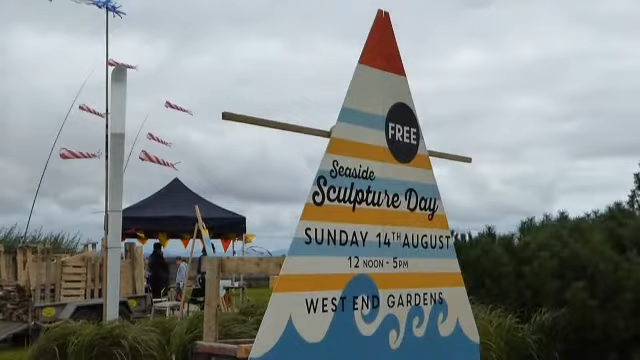 FREE
Seaside
Sculpture Day
SUNDAY 14TH AUGUST
12 NOON - 5PM
WEST END GARDENS